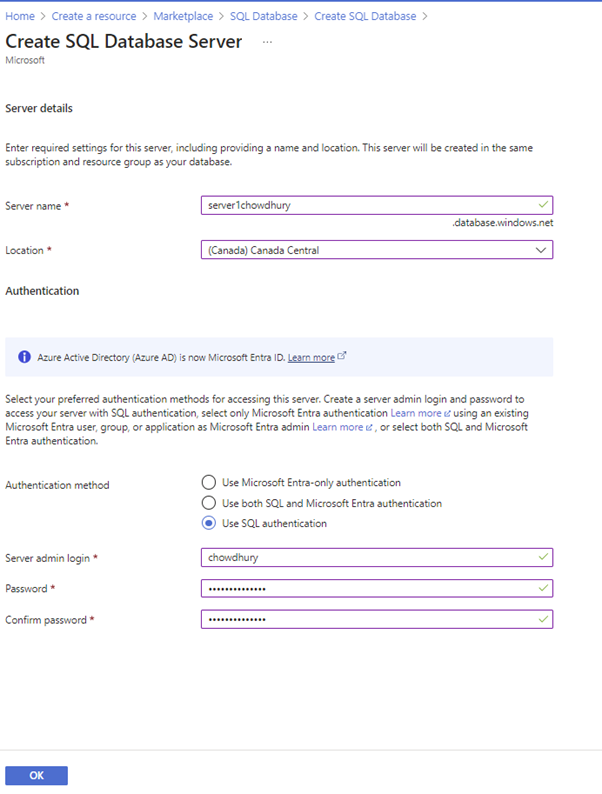 Home > Create a resource > Marketplace > SQL Database > Create SQL Database >
Create SQL Database Server ...
Microsoft
Server details
Enter required settings for this server, including providing a name and location. This server will be created in the same
subscription and resource group as your database.
Server name * server1chowdhury
.database.windows.net
Location * (Canada) Canada Central
Authentication
Azure Active Directory (Azure AD) is now Microsoft Entra ID. Learn more
Select your preferred authentication methods for accessing this server. Create a server admin login and password to
access your server with SQL authentication, select only Microsoft Entra authentication Learn more using an existing
Microsoft Entra user, group, or application as Microsoft Entra admin Learn more , or select both SQL and Microsoft
Entra authentication.
Use Microsoft Entra-only authentication
Authentication method
Use both SQL and Microsoft Entra authentication
Use SQL authentication
Server admin login * chowdhury
Password * ••••••••••••••
Confirm password * ••••••••••••••
OK